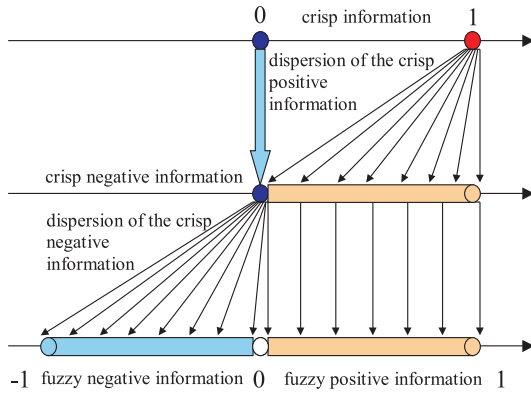 0 crisp information 1
dispersion of the crisp
positive
information
crisp negative information
dispersion of the crisp
negative
information
-1 fuzzy negative information 0 fuzzy positive information 1